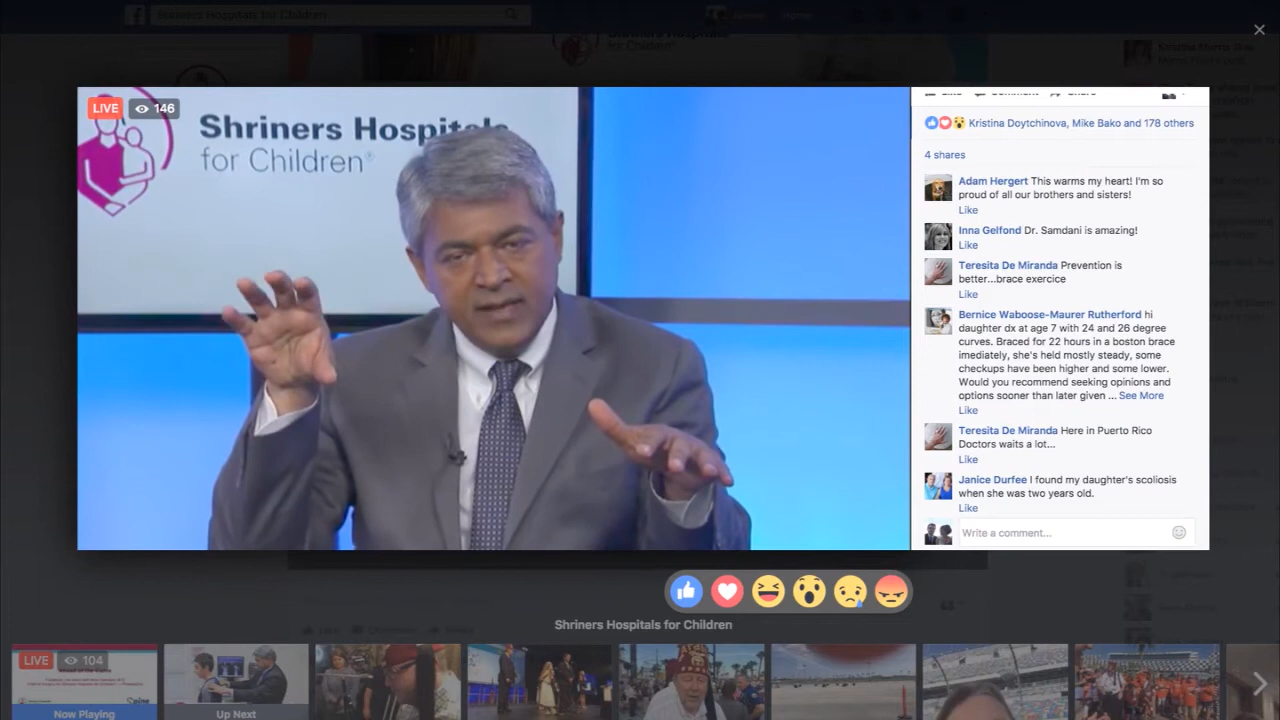 Shriners Hospitals for Children
for Children®
LIVE 146
Shriners Hospitals
for Children®
Kristina Doytchinova, Mike Bako and 178 others
4 shares
Adam Hergert This warms my heart! I'm so
proud of all our brothers and sisters!
Like
Inna Gelfond Dr. Samdani is amazing!
Like
Teresita De Miranda Prevention is
better...brace exercice
Like
Bernice Waboose-Maurer Rutherford hi
daughter dx at age 7 with 24 and 26 degree
curves. Braced for 22 hours in a boston brace
imediately, she's held mostly steady, some
checkups have been higher and some lower.
Would you recommend seeking opinions and
options sooner than later given ... See More
Like
Teresita De Miranda Here in Puerto Rico
Doctors waits a lot...
Like
Janice Durfee I found my daughter's scoliosis
when she was two years old.
Like
Write a comment...
Shriners Hospitals for Children
LIVE 104
Now Playing
Up Next